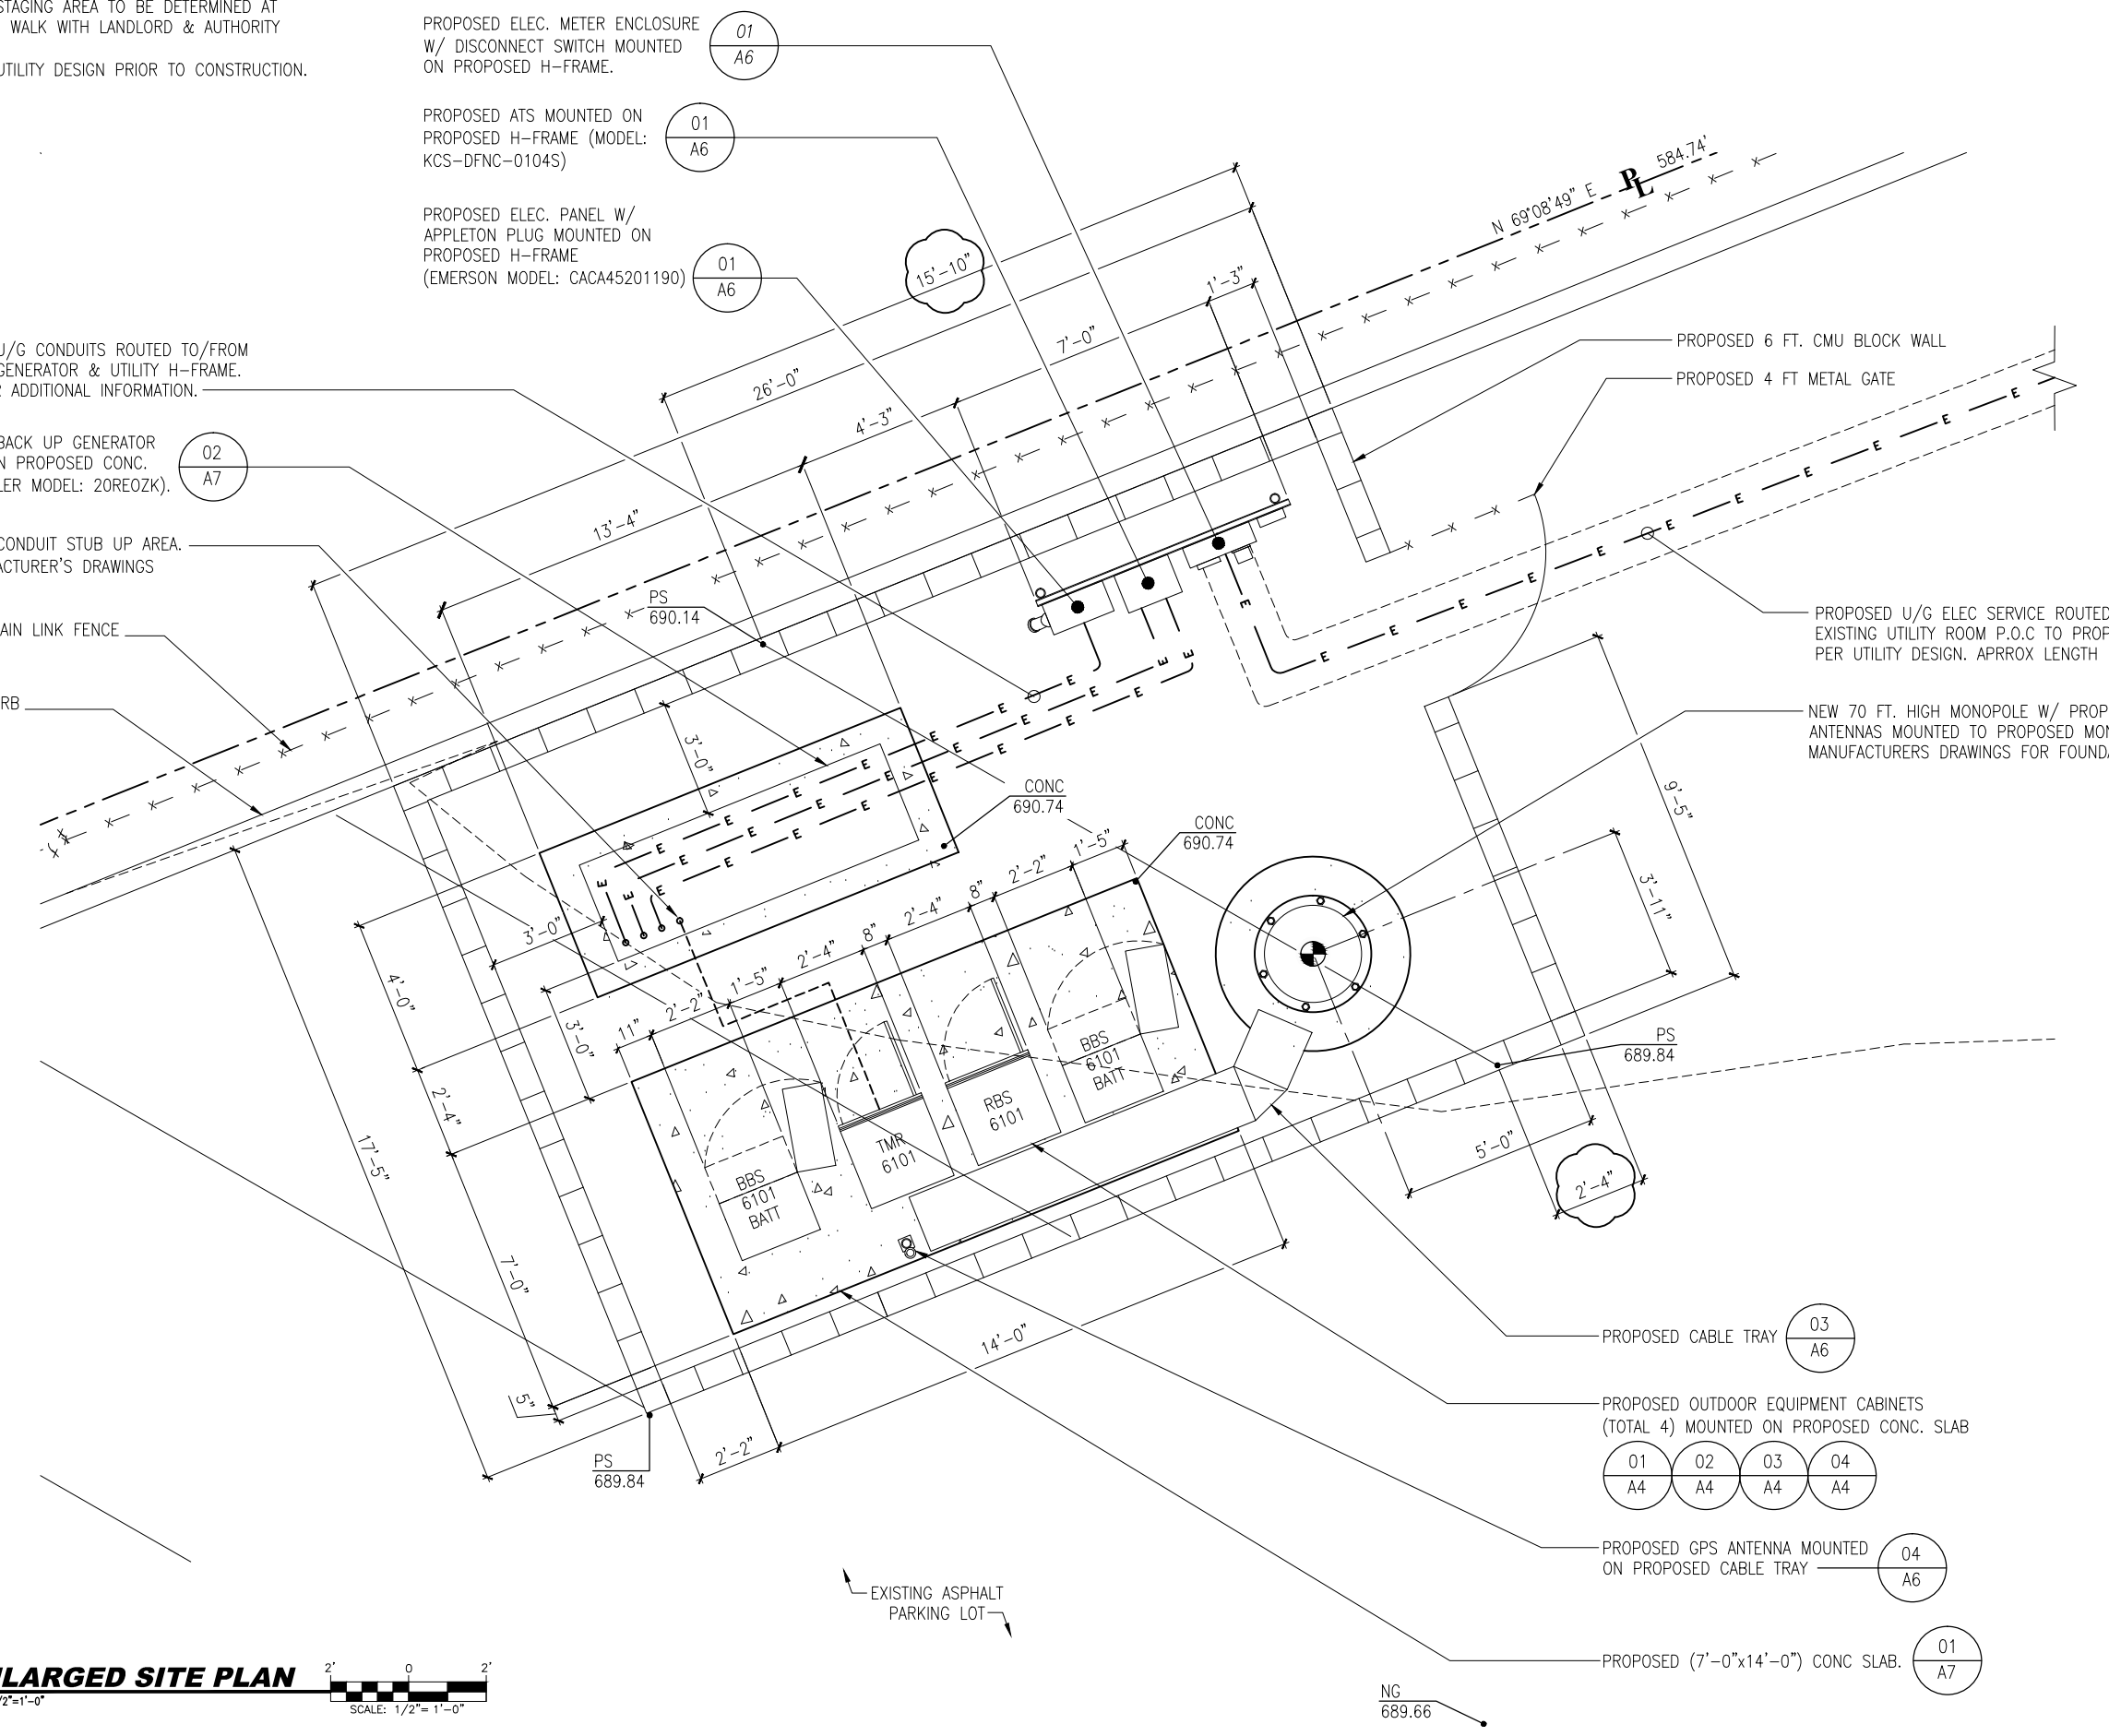 STAGING AREA TO BE DETERMINED AT
WALK WITH LANDLORD & AUTHORITY
UTILITY DESIGN PRIOR TO CONSTRUCTION.
PROPOSED ELEC. METER ENCLOSURE
W/ DISCONNECT SWITCH MOUNTED
ON PROPOSED H-FRAME.
01
A6
PROPOSED ATS MOUNTED ON
PROPOSED H-FRAME (MODEL:
KCS-DFNC-0104S)
01
A6
PROPOSED ELEC. PANEL W/
APPLETON PLUG MOUNTED ON
PROPOSED H-FRAME
(EMERSON MODEL: CACA45201190)
01
A6
U/G CONDUITS ROUTED TO/FROM
GENERATOR & UTILITY H-FRAME.
ADDITIONAL INFORMATION.
BACK UP GENERATOR
PROPOSED CONC.
MODEL: 20REOZK).
02
A7
CONDUIT STUB UP AREA.
DRAWINGS
LINK FENCE
N 69°08'49" E
PL
584.74'
15'-10"
26'-0"
1'-3"
7'-0"
4'-3"
13'-4"
PROPOSED 6 FT. CMU BLOCK WALL
PROPOSED 4 FT METAL GATE
PROPOSED U/G ELEC SERVICE ROUTED
EXISTING UTILITY ROOM P.O.C TO
PER UTILITY DESIGN. APRROX LENGTH
NEW 70 FT. HIGH MONOPOLE W/
ANTENNAS MOUNTED TO PROPOSED
MANUFACTURERS DRAWINGS FOR
PS
690.14
3'-0"
CONC
690.74
CONC
690.74
9'-5"
3'-11"
3'-0"
4'-0"
3'-0"
2'-4"
17'-5"
7'-0"
5"
11"
2'-2"
1'-5"
2'-4"
8"
2'-4"
8"
2'-2"
1'-5"
BBS
6101
BATT
TMR
6101
RBS
6101
BBS
6101
BATT
PS
689.84
5'-0"
2'-4"
14'-0"
2'-2"
PS
689.84
PROPOSED CABLE TRAY
03
A6
PROPOSED OUTDOOR EQUIPMENT CABINETS
(TOTAL 4) MOUNTED ON PROPOSED CONC. SLAB
01 02 03 04
A4 A4 A4 A4
PROPOSED GPS ANTENNA MOUNTED
ON PROPOSED CABLE TRAY
04
A6
PROPOSED (7'-0"x14'-0") CONC SLAB.
01
A7
EXISTING ASPHALT
PARKING LOT
NG
689.66
SITE PLAN
2' 0 2'
SCALE: 1/2"= 1'-0"